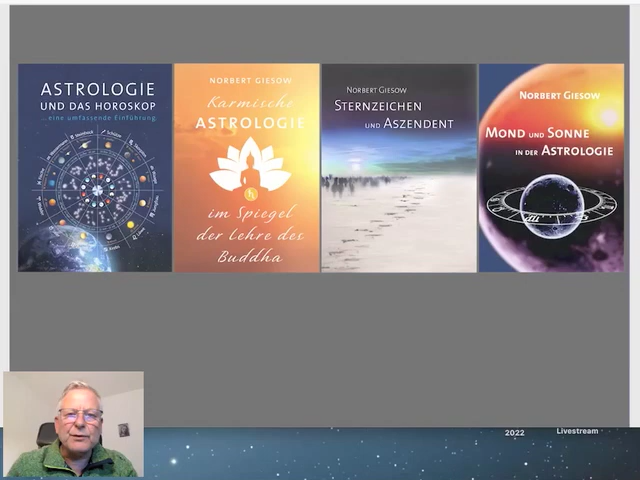 ASTROLOGIE
UND DAS HOROSKOP
...eine umfassende Einführung
NORBERT GIESOW
Karmische
ASTROLOGIE
im Spiegel
der Lehre des
Buddha
NORBERT GIESOW
STERNZEICHEN
UND ASZENDENT
NORBERT GIESOW
MOND UND SONNE
IN DER ASTROLOGIE
2022
Livestream